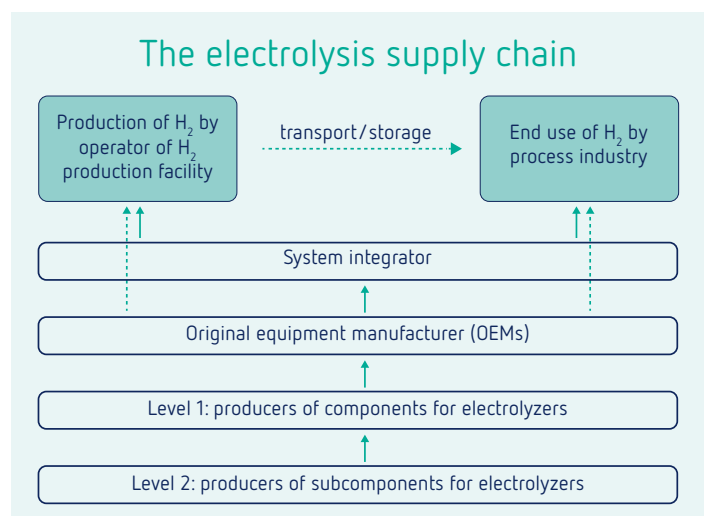 The electrolysis supply chain
Production of H₂ by
operator of H₂
production facility
transport/storage
End use of H₂ by
process industry
System integrator
Original equipment manufacturer (OEMs)
Level 1: producers of components for electrolyzers
Level 2: producers of subcomponents for electrolyzers